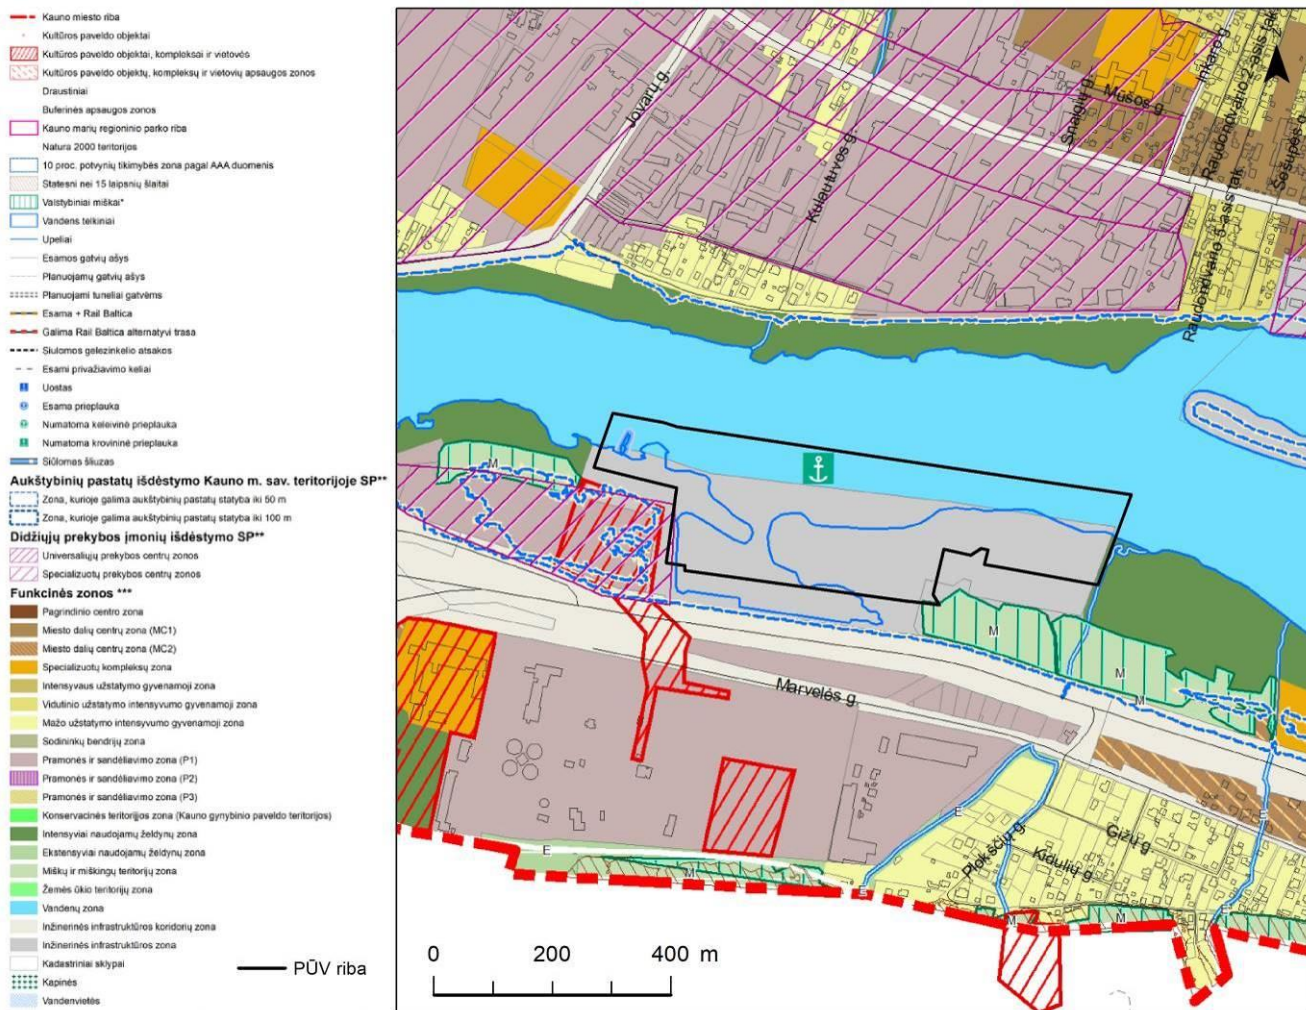 Kauno miesto riba
Kultūros paveldo objektai
Kultūros paveldo objektai, kompleksai ir vietovės
Kultūros paveldo objektų, kompleksų ir vietovių apsaugos zonos
Draustiniai
Buferinės apsaugos zonos
Kauno marių regioninio parko riba
Natura 2000 teritorijos
10 proc. potvynių tikimybės zona pagal AAA duomenis
Statesni nei 15 laipsnių šlaitai
Valstybiniai miškai*
Vandens telkiniai
Upeliai
Esamos gatvių ašys
Planuojamų gatvių ašys
Planuojami tuneliai gatvėms
Esama + Rail Baltica
Galima Rail Baltica alternatyvi trasa
Siulomos gelezinkelio atsakos
Esami privažiavimo keliai
Uostas
Esama prieplauka
Numatoma keleivinė prieplauka
Numatoma krovininė prieplauka
Siūlomas šliuzas
Aukštybinių pastatų išdėstymo Kauno m. sav. teritorijoje SP**
Zona, kurioje galima aukštybinių pastatų statyba iki 50 m
Zona, kurioje galima aukštybinių pastatų statyba iki 100 m
Didžiųjų prekybos įmonių išdėstymo SP**
Universaliųjų prekybos centrų zonos
Specializuotų prekybos centrų zonos
Funkcinės zonos ***
Pagrindinio centro zona
Miesto dalių centrų zona (MC1)
Miesto dalių centrų zona (MC2)
Specializuotų kompleksų zona
Intensyvaus užstatymo gyvenamoji zona
Vidutinio užstatymo intensyvumo gyvenamoji zona
Mažo užstatymo intensyvumo gyvenamoji zona
Sodininkų bendrijų zona
Pramonės ir sandėliavimo zona (P1)
Pramonės ir sandėliavimo zona (P2)
Pramonės ir sandėliavimo zona (P3)
Konservacinės teritorijos zona (Kauno gynybinio paveldo teritorijos)
Intensyviai naudojamų želdynų zona
Ekstensyviai naudojamų želdynų zona
Miškų ir miškingų teritorijų zona
Žemės ūkio teritorijų zona
Vandenų zona
Inžinerinės infrastruktūros koridorių zona
Inžinerinės infrastruktūros zona
Kadastriniai sklypai
Kapinės
Vandenvietės
PŪV riba
Jovarų g.
Kulautuvos g.
Snaigių g.
Mūšos g.
Inkaro g.
Raudondvario 2-asis tak
Šešupės g.
Raudondvario 5-asis tak
M
M
M
M
Marvelės g
E
E
E
E
E
Plokščių g.
Kidulių g.
Gižų g.
M
M
M
0 200 400 m